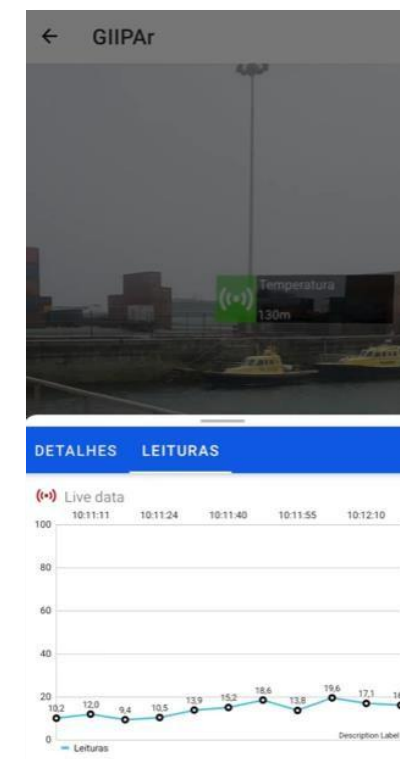 GIIPAr
Temperatura
130m
DETALHES LEITURAS
Live data
10:11:11 10:11:24 10:11:40 10:11:55 10:12:10
100
80
60
40
20
0
10,2 12,0 9,4 10,5 13,9 15,2 18,6 13,8 19,6 17,1
Description Label
Leituras